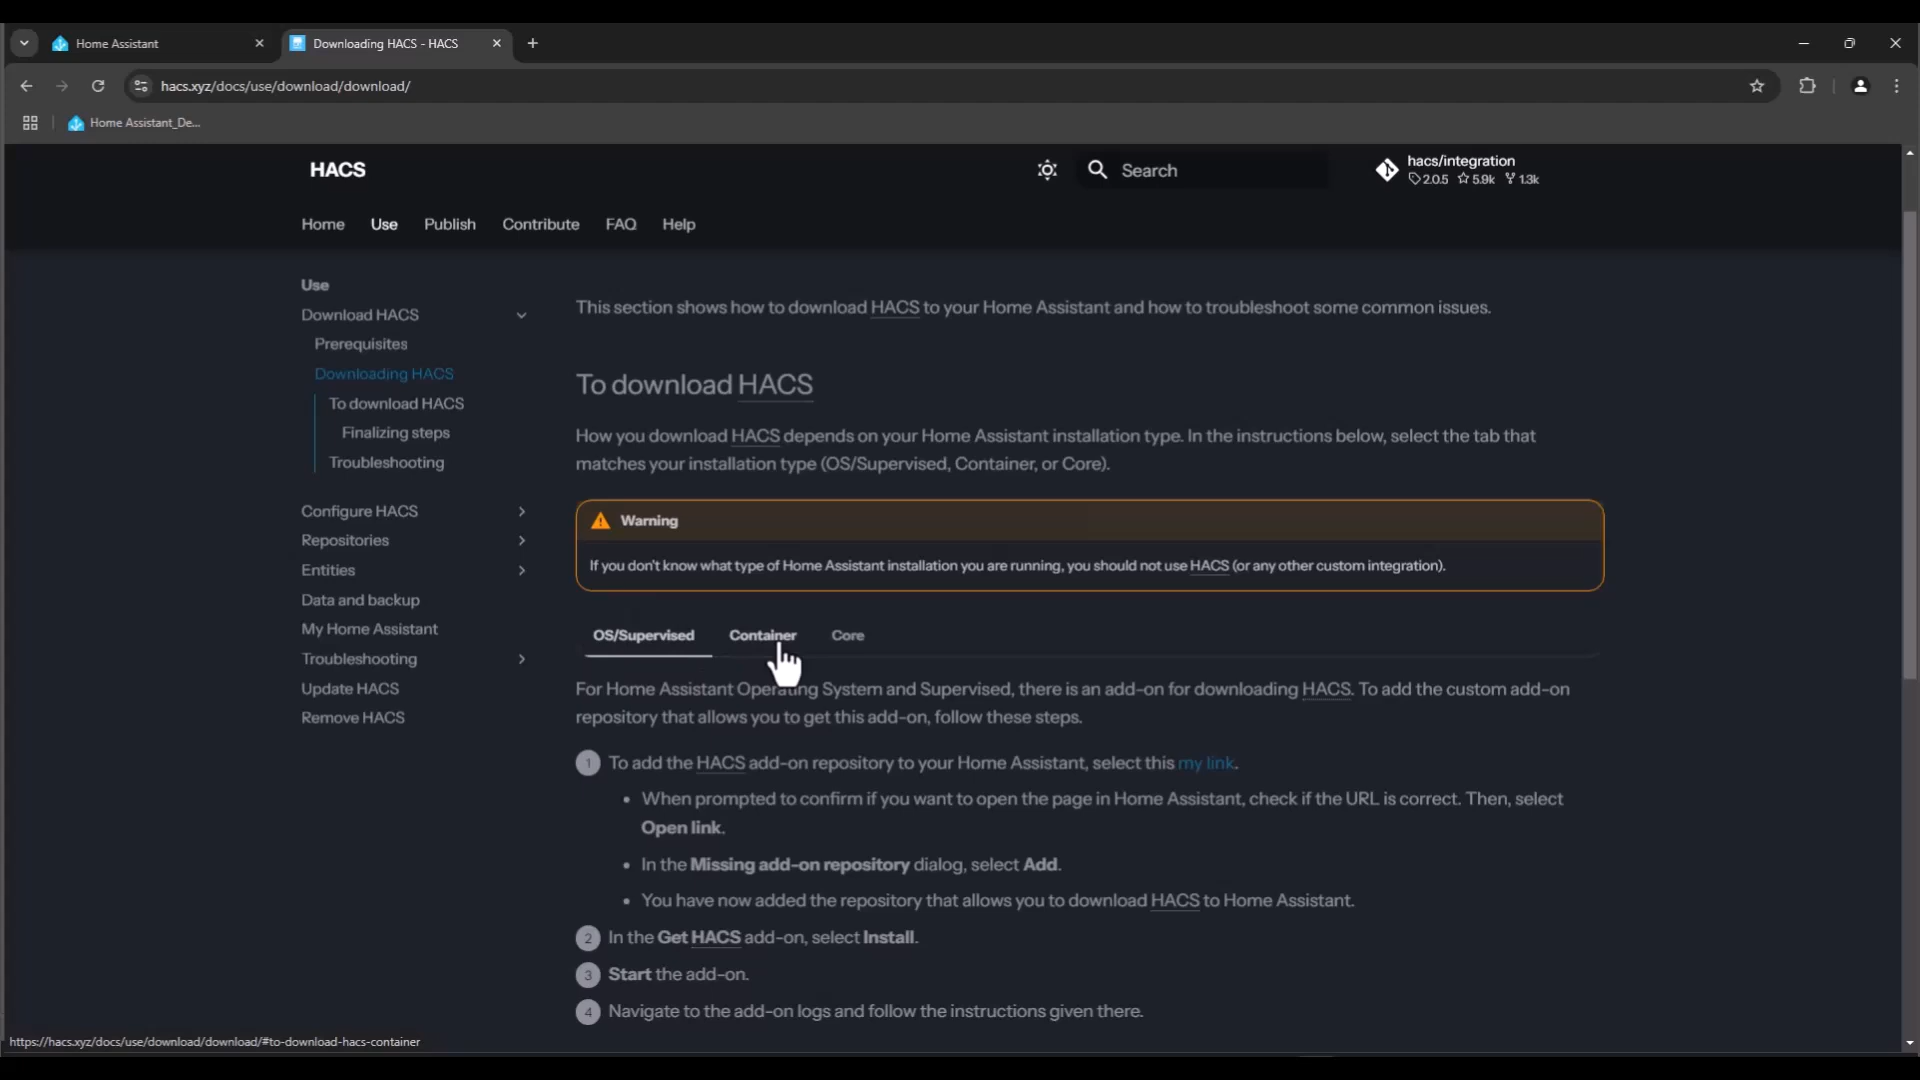 Home Assistant
Downloading HACS - HACS
hacs.xyz/docs/use/download/download/
Home Assistant_De...
HACS
Search
hacs/integration
2.0.5 5.9k 1.3k
Home Use Publish Contribute FAQ Help
Use
Download HACS
Prerequisites
Downloading HACS
To download HACS
Finalizing steps
Troubleshooting
Configure HACS
Repositories
Entities
Data and backup
My Home Assistant
Troubleshooting
Update HACS
Remove HACS
This section shows how to download HACS to your Home Assistant and how to troubleshoot some common issues.
To download HACS
How you download HACS depends on your Home Assistant installation type. In the instructions below, select the tab that
matches your installation type (OS/Supervised, Container, or Core).
Warning
If you don't know what type of Home Assistant installation you are running, you should not use HACS (or any other custom integration).
OS/Supervised Container Core
For Home Assistant Operating System and Supervised, there is an add-on for downloading HACS. To add the custom add-on
repository that allows you to get this add-on, follow these steps.
1 To add the HACS add-on repository to your Home Assistant, select this my link.
• When prompted to confirm if you want to open the page in Home Assistant, check if the URL is correct. Then, select
Open link.
• In the Missing add-on repository dialog, select Add.
• You have now added the repository that allows you to download HACS to Home Assistant.
2 In the Get HACS add-on, select Install.
3 Start the add-on.
4 Navigate to the add-on logs and follow the instructions given there.
https://hacs.xyz/docs/use/download/download/#to-download-hacs-container